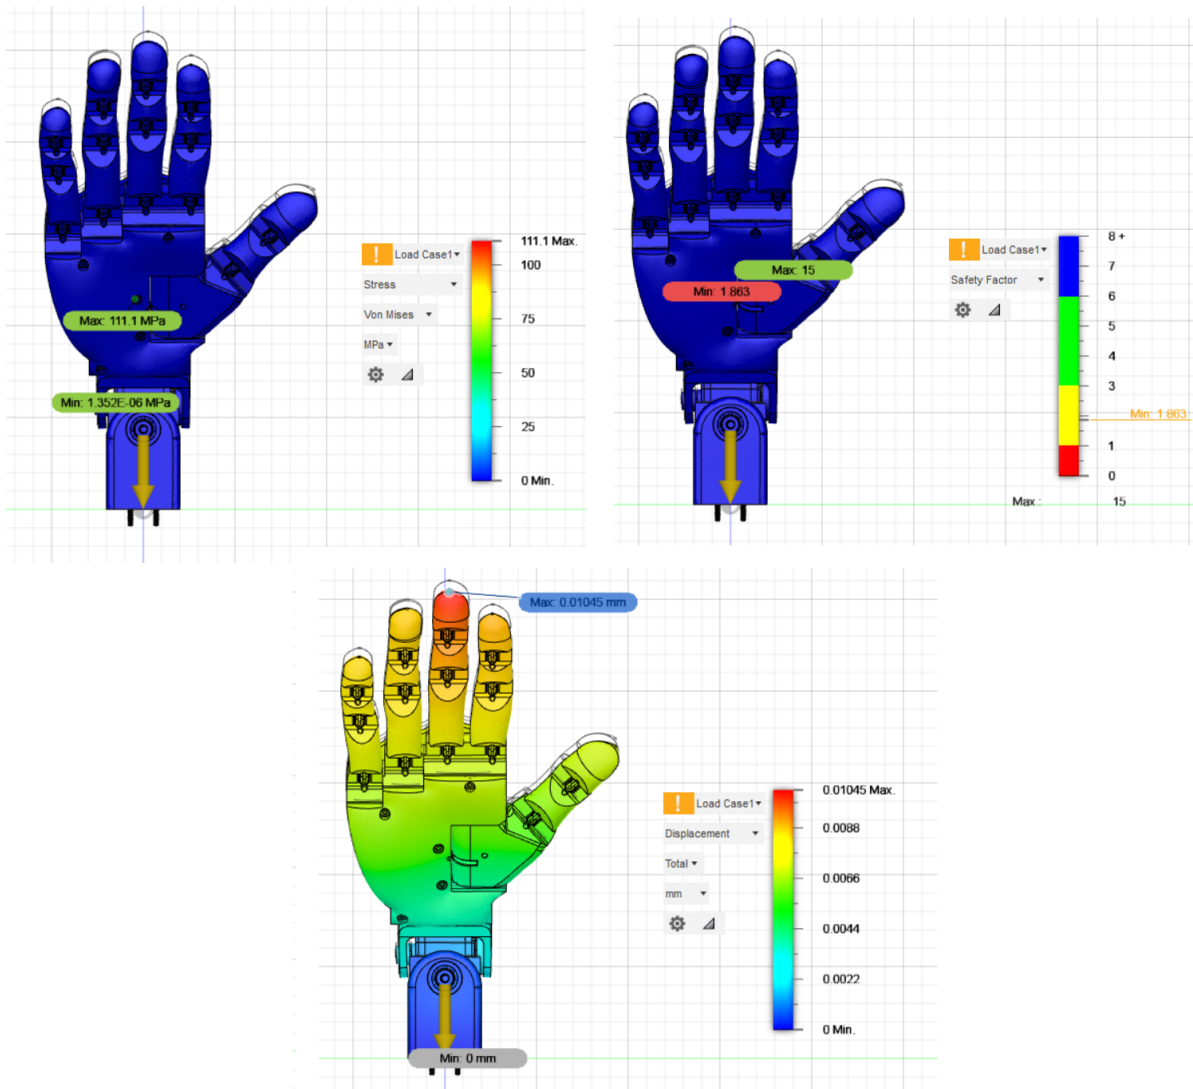 Max: 111.1 MPa
Min: 1.352E-06 MPa
Load Case1
Stress
Von Mises
MPa
111.1 Max.
100
75
50
25
0 Min.
Max: 15
Min: 1.863
Load Case1
Safety Factor
8 +
7
6
5
4
3
Min: 1.863
1
0
Max.: 15
Max: 0.01045 mm
Load Case1
Displacement
Total
mm
0.01045 Max.
0.0088
0.0066
0.0044
0.0022
0 Min.
Min: 0 mm